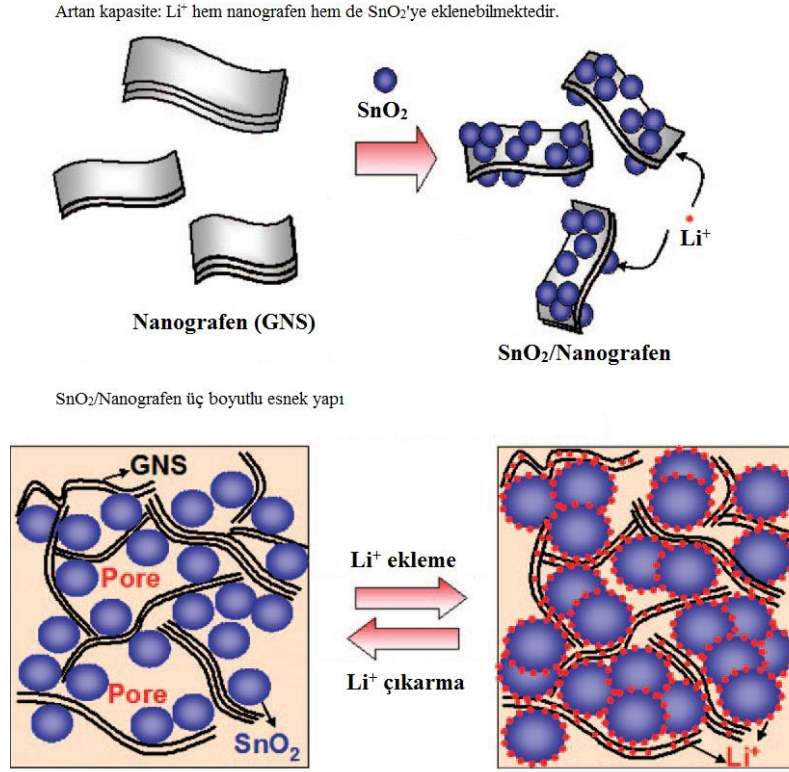 Artan kapasite: Li⁺ hem nanografen hem de SnO₂'ye eklenebilmektedir.
SnO₂
Li⁺
Nanografen (GNS)
SnO₂/Nanografen
SnO₂/Nanografen üç boyutlu esnek yapı
GNS
Pore
Pore
SnO₂
Li⁺ ekleme
Li⁺ çıkarma
Li⁺